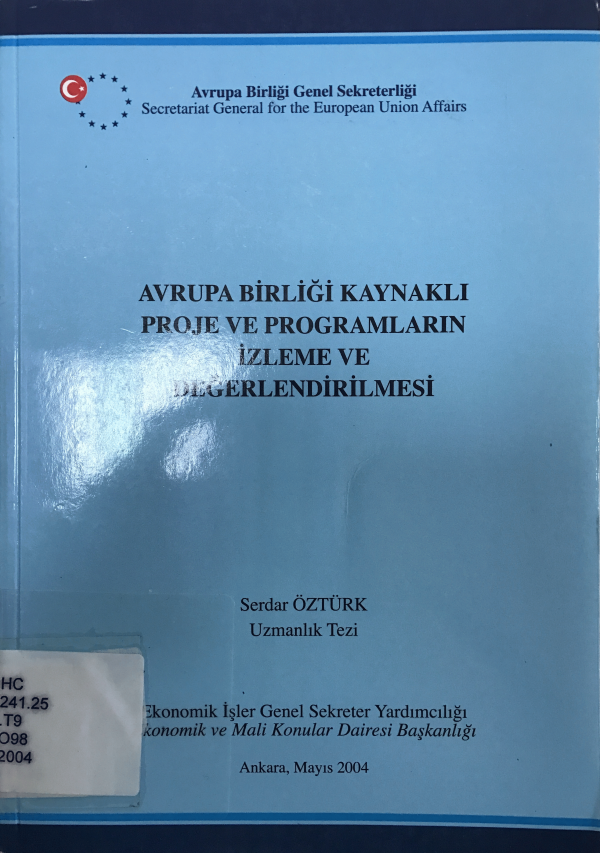 Avrupa Birliği Genel Sekreterliği
Secretariat General for the European Union Affairs
AVRUPA BİRLİĞİ KAYNAKLI
PROJE VE PROGRAMLARIN
İZLEME VE
DEĞERLENDİRİLMESİ
Serdar ÖZTÜRK
Uzmanlık Tezi
Ekonomik İşler Genel Sekreter Yardımcılığı
Ekonomik ve Mali Konular Dairesi Başkanlığı
Ankara, Mayıs 2004
HC
241.25
.T9
O98
2004